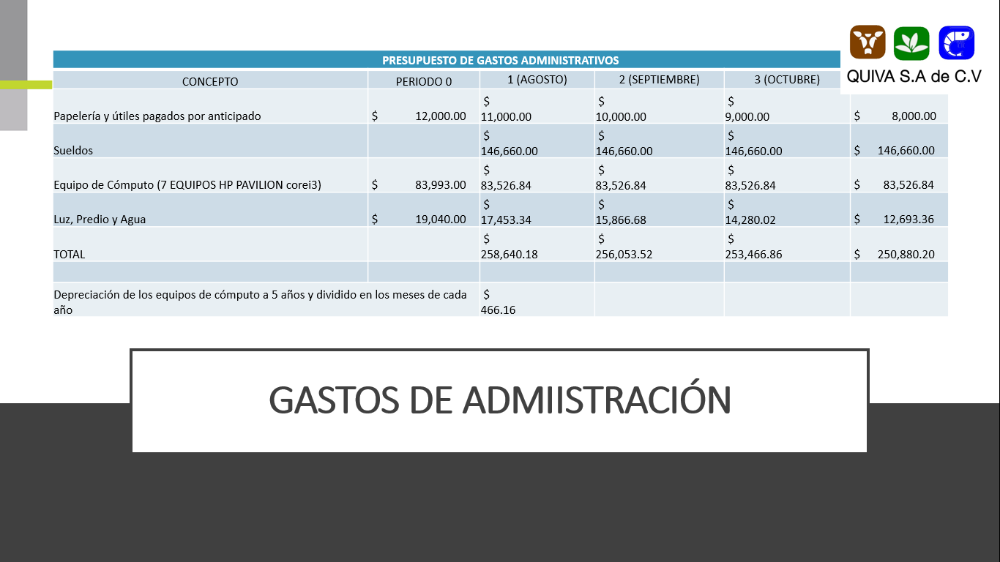 QUIVA S.A de C.V
PRESUPUESTO DE GASTOS ADMINISTRATIVOS
CONCEPTO PERIODO 0 1 (AGOSTO) 2 (SEPTIEMBRE) 3 (OCTUBRE)
Papelería y útiles pagados por anticipado $ 12,000.00 $ 11,000.00 $ 10,000.00 $ 9,000.00 $ 8,000.00
Sueldos $ 146,660.00 $ 146,660.00 $ 146,660.00 $ 146,660.00
Equipo de Cómputo (7 EQUIPOS HP PAVILION corei3) $ 83,993.00 $ 83,526.84 $ 83,526.84 $ 83,526.84 $ 83,526.84
Luz, Predio y Agua $ 19,040.00 $ 17,453.34 $ 15,866.68 $ 14,280.02 $ 12,693.36
TOTAL $ 258,640.18 $ 256,053.52 $ 253,466.86 $ 250,880.20
Depreciación de los equipos de cómputo a 5 años y dividido en los meses de cada
año $ 466.16
GASTOS DE ADMIISTRACIÓN